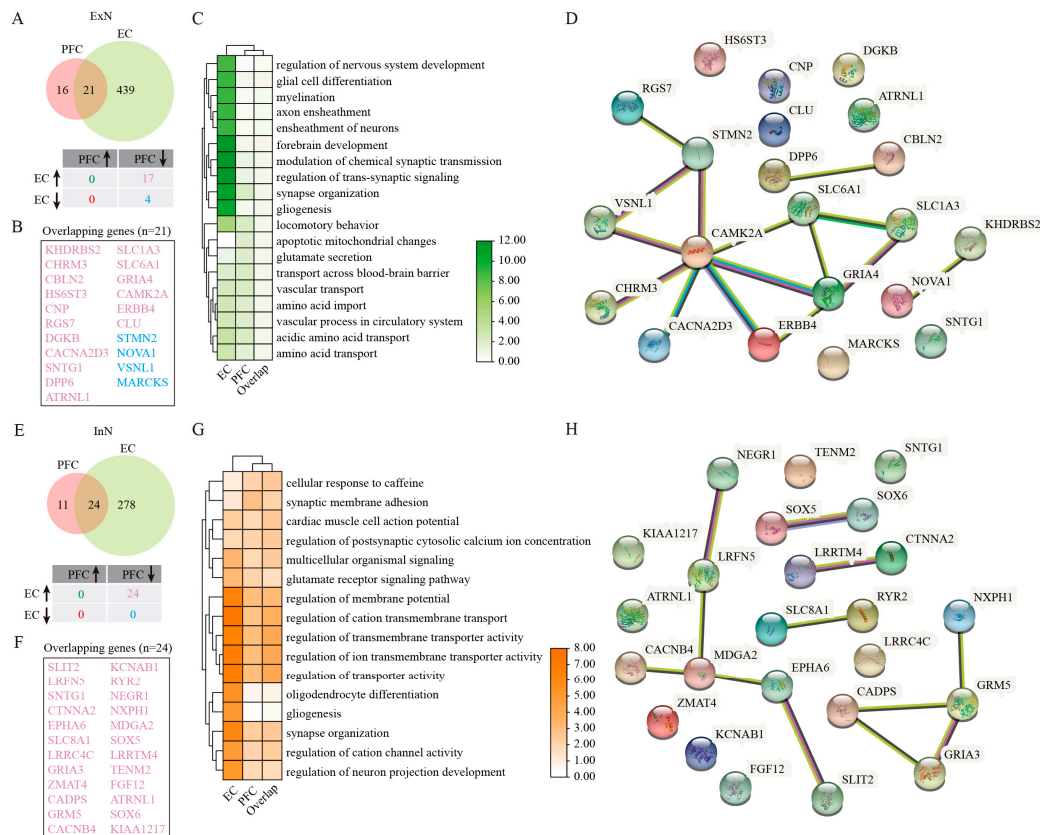 A
ExN
PFC
EC
16
21
439
PFC ↑ PFC ↓
EC ↑ 0 17
EC ↓ 0 4
B
Overlapping genes (n=21)
KHDRBS2 SLC1A3
CHRM3 SLC6A1
CBLN2 GRIA4
HS6ST3 CAMK2A
CNP ERBB4
RGS7 CLU
DGKB STMN2
CACNA2D3 NOVA1
SNTG1 VSNL1
DPP6 MARCKS
ATRNL1
C
regulation of nervous system development
glial cell differentiation
myelination
axon ensheathment
ensheathment of neurons
forebrain development
modulation of chemical synaptic transmission
regulation of trans-synaptic signaling
synapse organization
gliogenesis
locomotory behavior
apoptotic mitochondrial changes
glutamate secretion
transport across blood-brain barrier
vascular transport
amino acid import
vascular process in circulatory system
acidic amino acid transport
amino acid transport
EC
PFC
Overlap
12.00
10.00
8.00
6.00
4.00
2.00
0.00
D
HS6ST3
DGKB
CNP
RGS7
ATRNL1
CLU
STMN2
CBLN2
DPP6
SLC6A1
VSNL1
SLC1A3
KHDRBS2
CAMK2A
GRIA4
CHRM3
NOVA1
CACNA2D3
ERBB4
SNTG1
MARCKS
E
InN
PFC
EC
11
24
278
PFC ↑ PFC ↓
EC ↑ 0 24
EC ↓ 0 0
F
Overlapping genes (n=24)
SLIT2 KCNAB1
LRFN5 RYR2
SNTG1 NEGR1
CTNNA2 NXPH1
EPHA6 MDGA2
SLC8A1 SOX5
LRRC4C LRRTM4
GRIA3 TENM2
ZMAT4 FGF12
CADPS ATRNL1
GRM5 SOX6
CACNB4 KIAA1217
G
cellular response to caffeine
synaptic membrane adhesion
cardiac muscle cell action potential
regulation of postsynaptic cytosolic calcium ion concentration
multicellular organismal signaling
glutamate receptor signaling pathway
regulation of membrane potential
regulation of cation transmembrane transport
regulation of transmembrane transporter activity
regulation of ion transmembrane transporter activity
regulation of transporter activity
oligodendrocyte differentiation
gliogenesis
synapse organization
regulation of cation channel activity
regulation of neuron projection development
EC
PFC
Overlap
8.00
7.00
6.00
5.00
4.00
3.00
2.00
1.00
0.00
H
NEGR1
TENM2
SNTG1
SOX6
SOX5
KIAA1217
CTNNA2
LRRTM4
LRFN5
ATRNL1
SLC8A1
RYR2
NXPH1
LRRC4C
CACNB4
MDGA2
EPHA6
CADPS
GRM5
ZMAT4
KCNAB1
GRIA3
FGF12
SLIT2